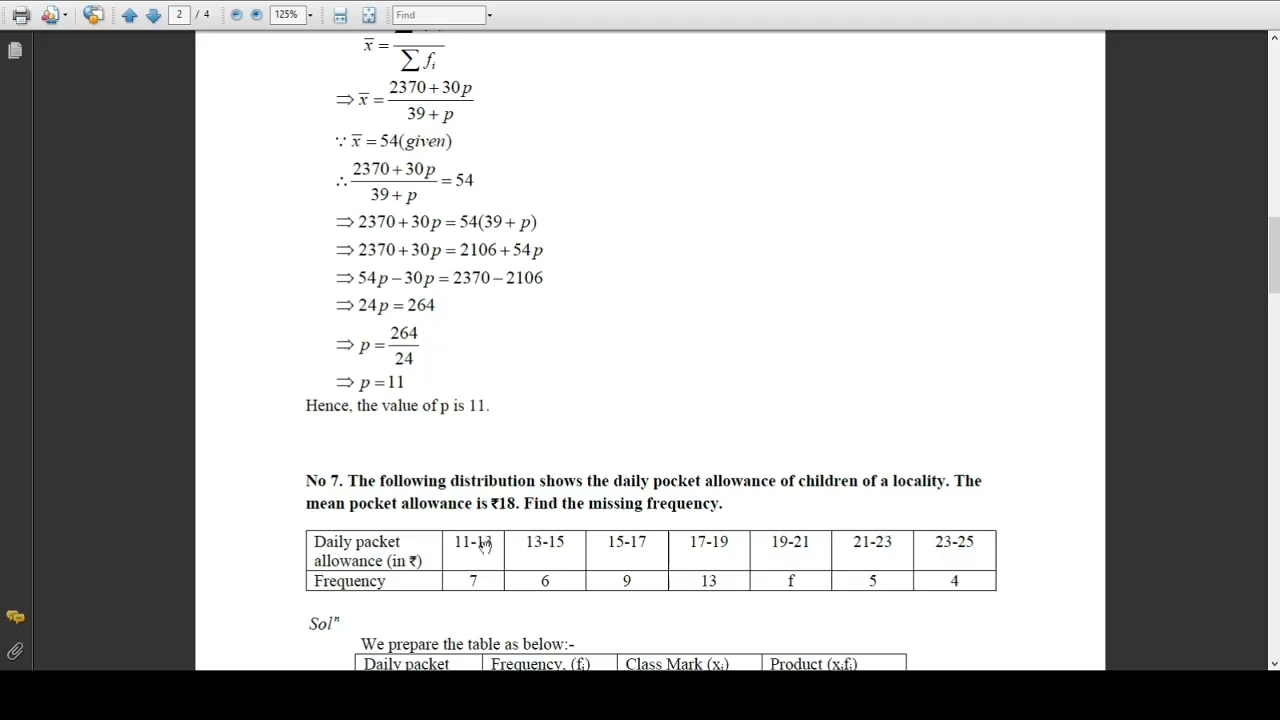 2 / 4 125% Find
x̄ = ――― / ∑ fᵢ
⇒ x̄ = (2370 + 30p) / (39 + p)
∵ x̄ = 54(given)
∴ (2370 + 30p) / (39 + p) = 54
⇒ 2370 + 30p = 54(39 + p)
⇒ 2370 + 30p = 2106 + 54p
⇒ 54p − 30p = 2370 − 2106
⇒ 24p = 264
⇒ p = 264 / 24
⇒ p = 11
Hence, the value of p is 11.
No 7. The following distribution shows the daily pocket allowance of children of a locality. The
mean pocket allowance is ₹18. Find the missing frequency.
Daily packet 11-13 13-15 15-17 17-19 19-21 21-23 23-25
allowance (in ₹)
Frequency 7 6 9 13 f 5 4
Solⁿ
We prepare the table as below:-
Daily packet Frequency, (fᵢ) Class Mark (xᵢ) Product (xᵢfᵢ)